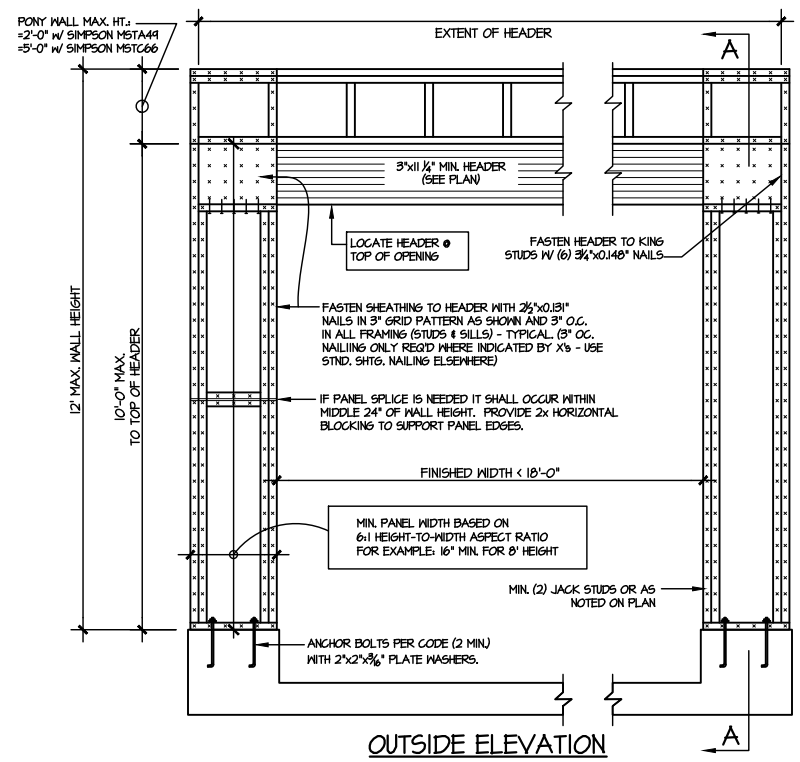 PONY WALL MAX. HT.:
=2'-0" W/ SIMPSON MSTA49
=5'-0" W/ SIMPSON MSTC66
EXTENT OF HEADER
A
3"x11 1/4" MIN. HEADER
(SEE PLAN)
LOCATE HEADER @
TOP OF OPENING
FASTEN HEADER TO KING
STUDS W/ (6) 3 1/4"x0.148" NAILS
12' MAX. WALL HEIGHT
10'-0" MAX.
TO TOP OF HEADER
FASTEN SHEATHING TO HEADER WITH 2 1/2"x0.131"
NAILS IN 3" GRID PATTERN AS SHOWN AND 3" O.C.
IN ALL FRAMING (STUDS & SILLS) - TYPICAL. (3" OC.
NAILIING ONLY REQ'D WHERE INDICATED BY X's - USE
STND. SHTG. NAILING ELSEWHERE)
IF PANEL SPLICE IS NEEDED IT SHALL OCCUR WITHIN
MIDDLE 24" OF WALL HEIGHT. PROVIDE 2x HORIZONTAL
BLOCKING TO SUPPORT PANEL EDGES.
FINISHED WIDTH < 18'-0"
MIN. PANEL WIDTH BASED ON
6:1 HEIGHT-TO-WIDTH ASPECT RATIO
FOR EXAMPLE: 16" MIN. FOR 8' HEIGHT
MIN. (2) JACK STUDS OR AS
NOTED ON PLAN
ANCHOR BOLTS PER CODE (2 MIN.)
WITH 2"x2"x3/16" PLATE WASHERS.
A
OUTSIDE ELEVATION